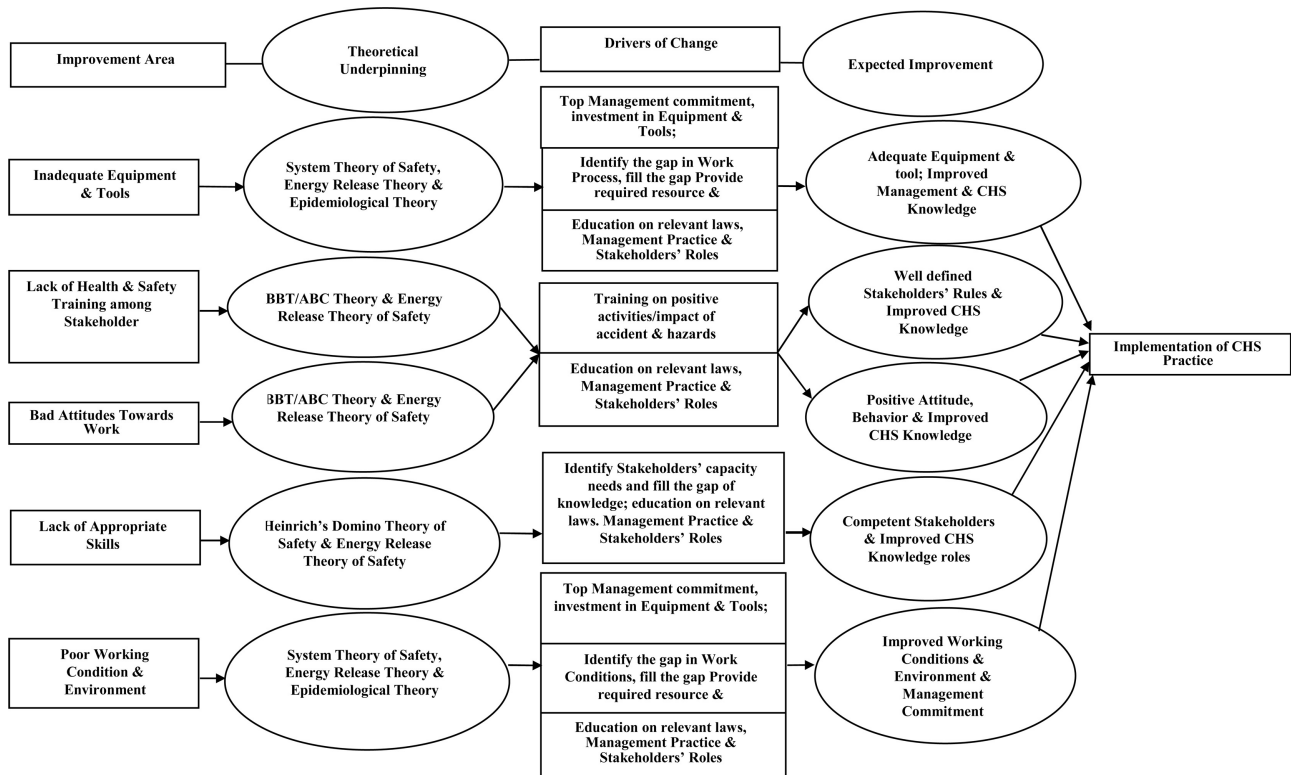 Improvement Area
Theoretical
Underpinning
Drivers of Change
Expected Improvement
Inadequate Equipment
& Tools
System Theory of Safety,
Energy Release Theory &
Epidemiological Theory
Top Management commitment,
investment in Equipment &
Tools;
Identify the gap in Work
Process, fill the gap Provide
required resource &
Education on relevant laws,
Management Practice &
Stakeholders’ Roles
Adequate Equipment &
tool; Improved
Management & CHS
Knowledge
Lack of Health & Safety
Training among
Stakeholder
BBT/ABC Theory & Energy
Release Theory of Safety
Training on positive
activities/impact of
accident & hazards
Education on relevant laws,
Management Practice &
Stakeholders’ Roles
Well defined
Stakeholders’ Rules &
Improved CHS
Knowledge
Bad Attitudes Towards
Work
BBT/ABC Theory & Energy
Release Theory of Safety
Positive Attitude,
Behavior & Improved
CHS Knowledge
Implementation of CHS
Practice
Lack of Appropriate
Skills
Heinrich’s Domino Theory of
Safety & Energy Release
Theory of Safety
Identify Stakeholders’ capacity
needs and fill the gap of
knowledge; education on relevant
laws. Management Practice &
Stakeholders’ Roles
Competent Stakeholders
& Improved CHS
Knowledge roles
Poor Working
Condition &
Environment
System Theory of Safety,
Energy Release Theory &
Epidemiological Theory
Top Management commitment,
investment in Equipment & Tools;
Identify the gap in Work
Conditions, fill the gap Provide
required resource &
Education on relevant laws,
Management Practice &
Stakeholders’ Roles
Improved Working
Conditions &
Environment &
Management
Commitment